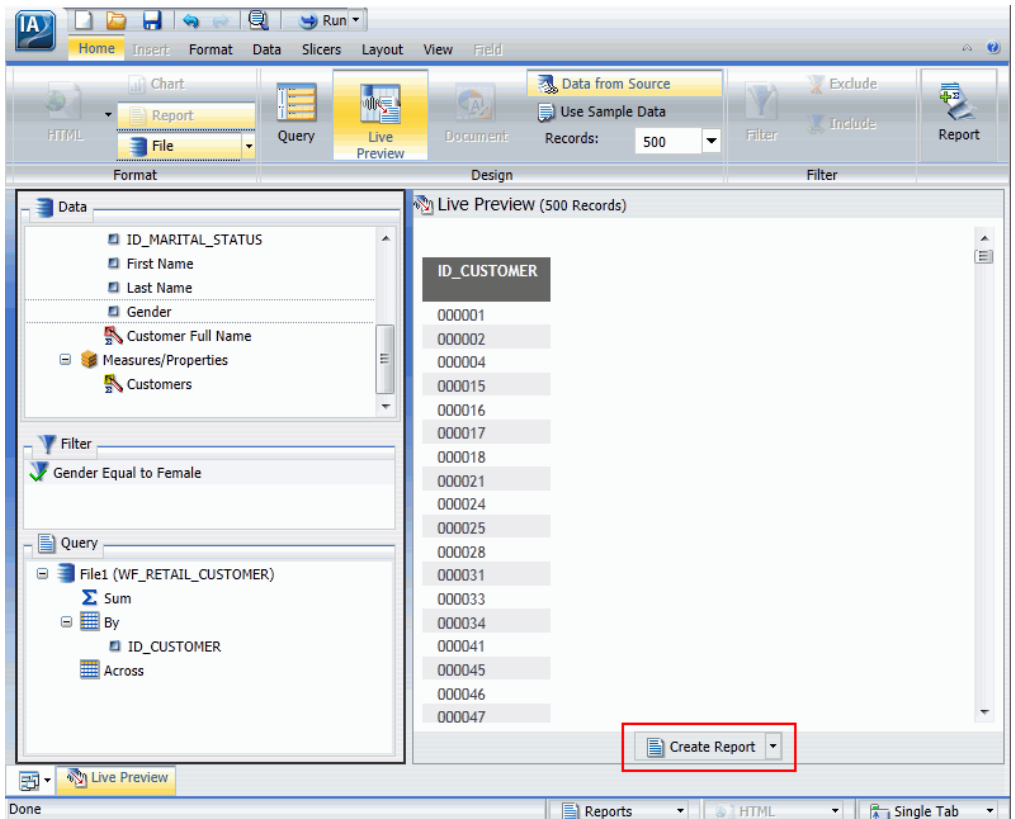 IA
Run
Home Insert Format Data Slicers Layout View Field
HTML
Chart
Report
File
Query
Live
Preview
Document
Data from Source
Use Sample Data
Records: 500
Filter
Exclude
Include
Report
Format Design Filter
Data
ID_MARITAL_STATUS
First Name
Last Name
Gender
Customer Full Name
Measures/Properties
Customers
Filter
Gender Equal to Female
Query
File1 (WF_RETAIL_CUSTOMER)
Sum
By
ID_CUSTOMER
Across
Live Preview (500 Records)
ID_CUSTOMER
000001
000002
000004
000015
000016
000017
000018
000021
000024
000025
000028
000031
000033
000034
000041
000045
000046
000047
Create Report
Live Preview
Done Reports HTML Single Tab